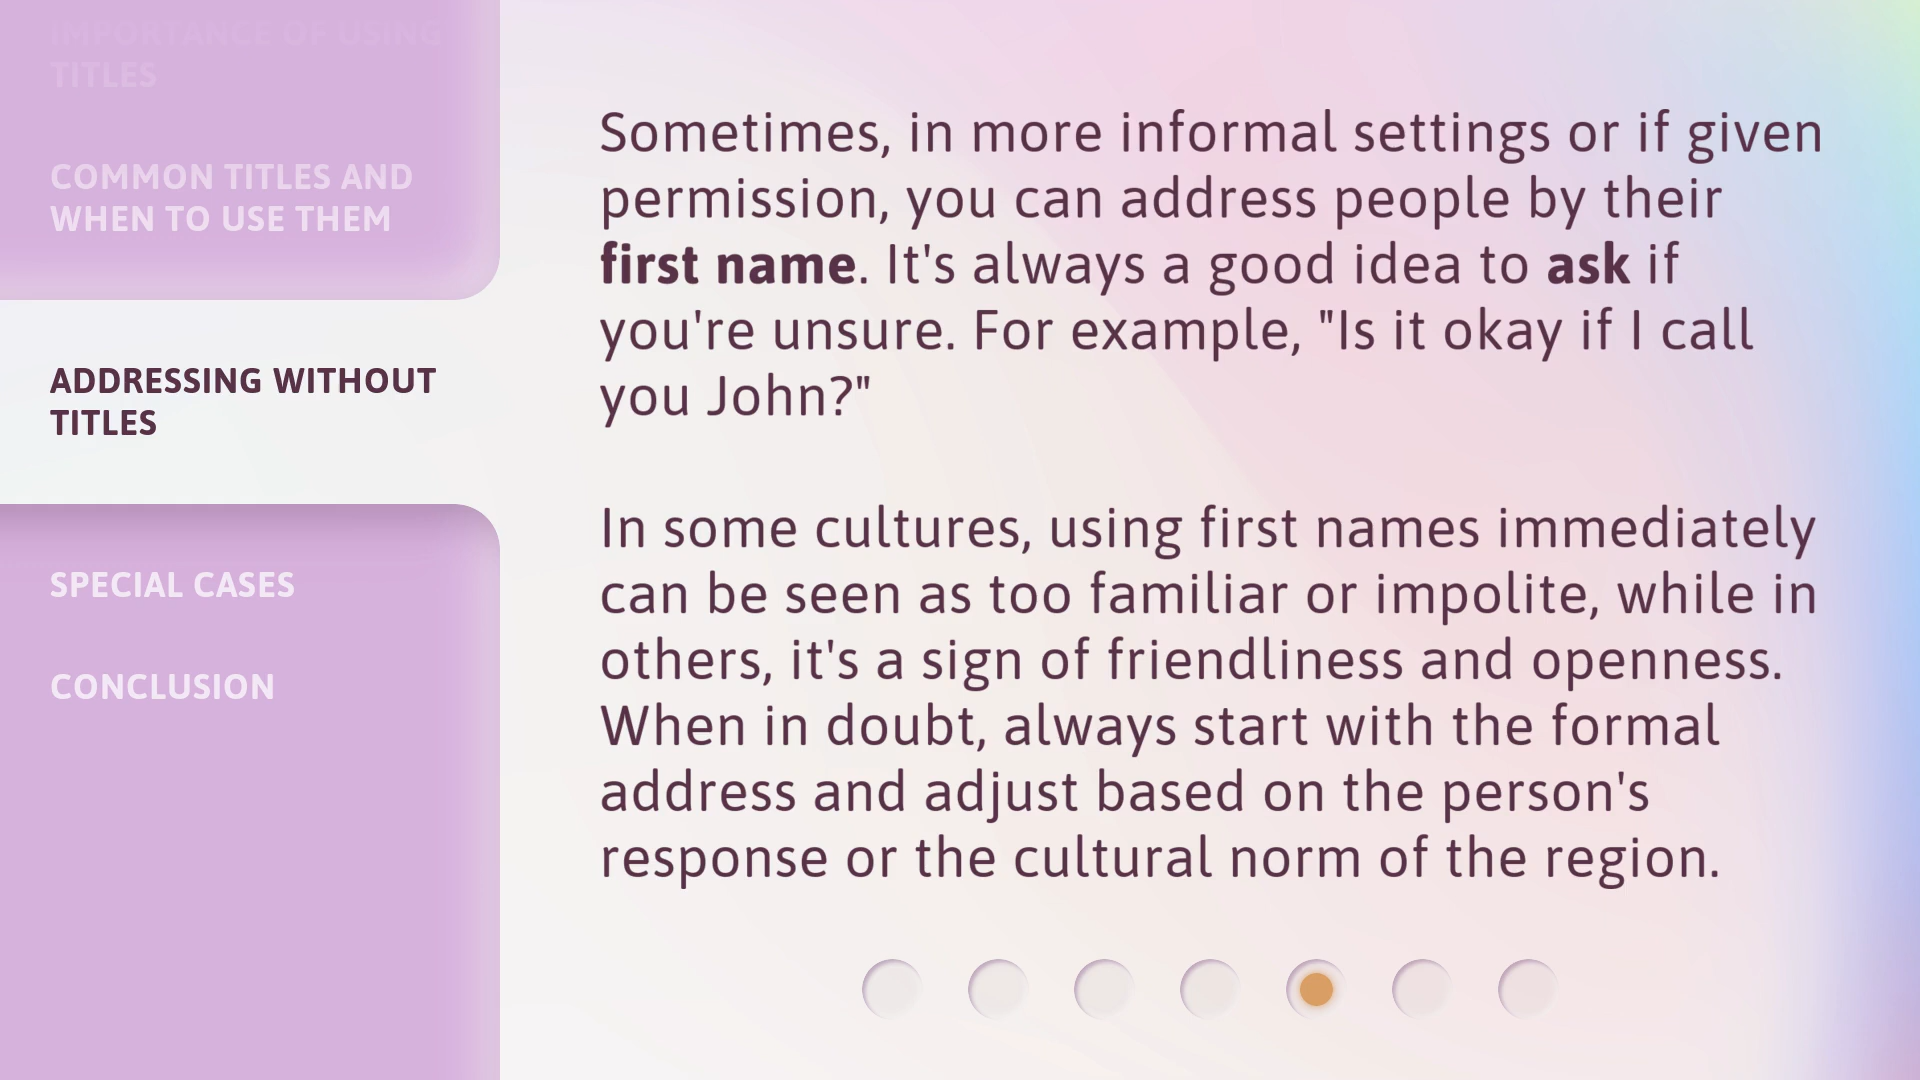 IMPORTANCE OF USING
TITLES
COMMON TITLES AND
WHEN TO USE THEM
ADDRESSING WITHOUT
TITLES
SPECIAL CASES
CONCLUSION
Sometimes, in more informal settings or if given
permission, you can address people by their
first name. It's always a good idea to ask if
you're unsure. For example, "Is it okay if I call
you John?"
In some cultures, using first names immediately
can be seen as too familiar or impolite, while in
others, it's a sign of friendliness and openness.
When in doubt, always start with the formal
address and adjust based on the person's
response or the cultural norm of the region.